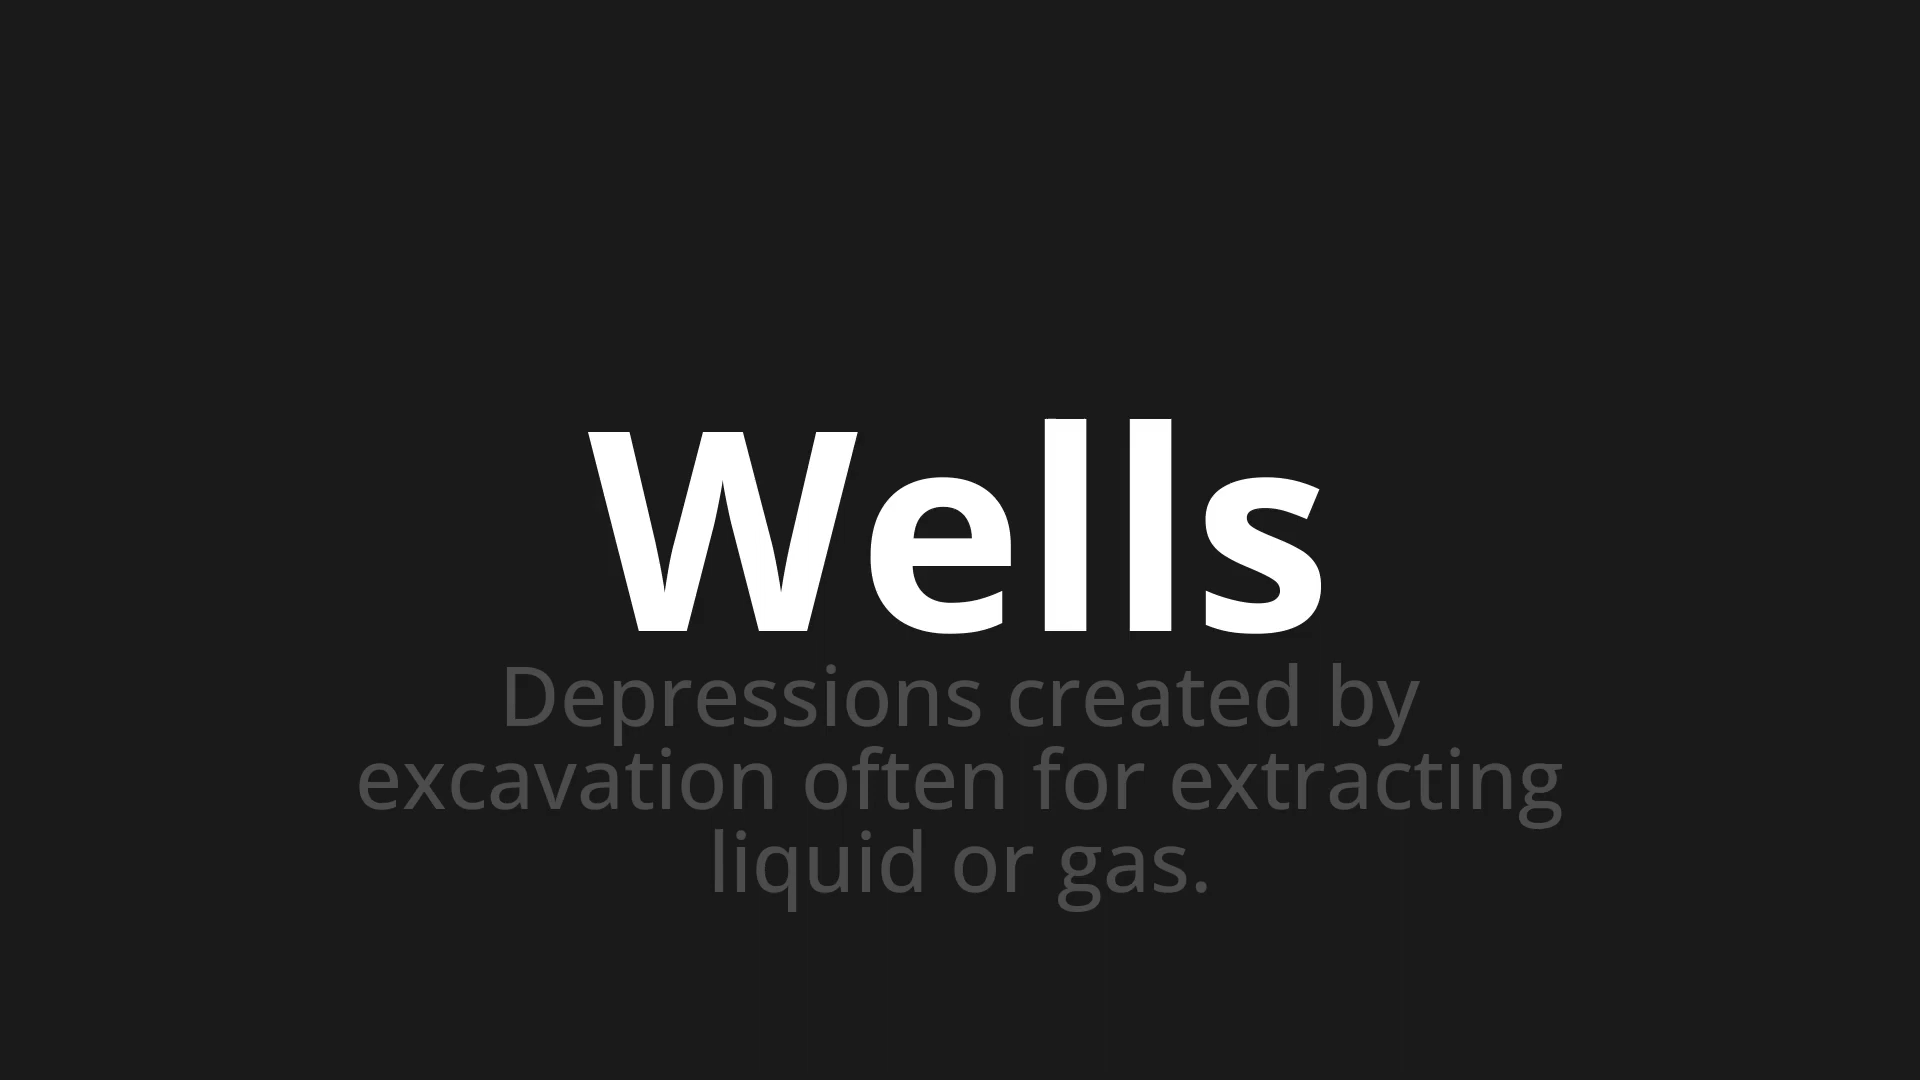 Wells
Depressions created by
excavation often for extracting
liquid or gas.